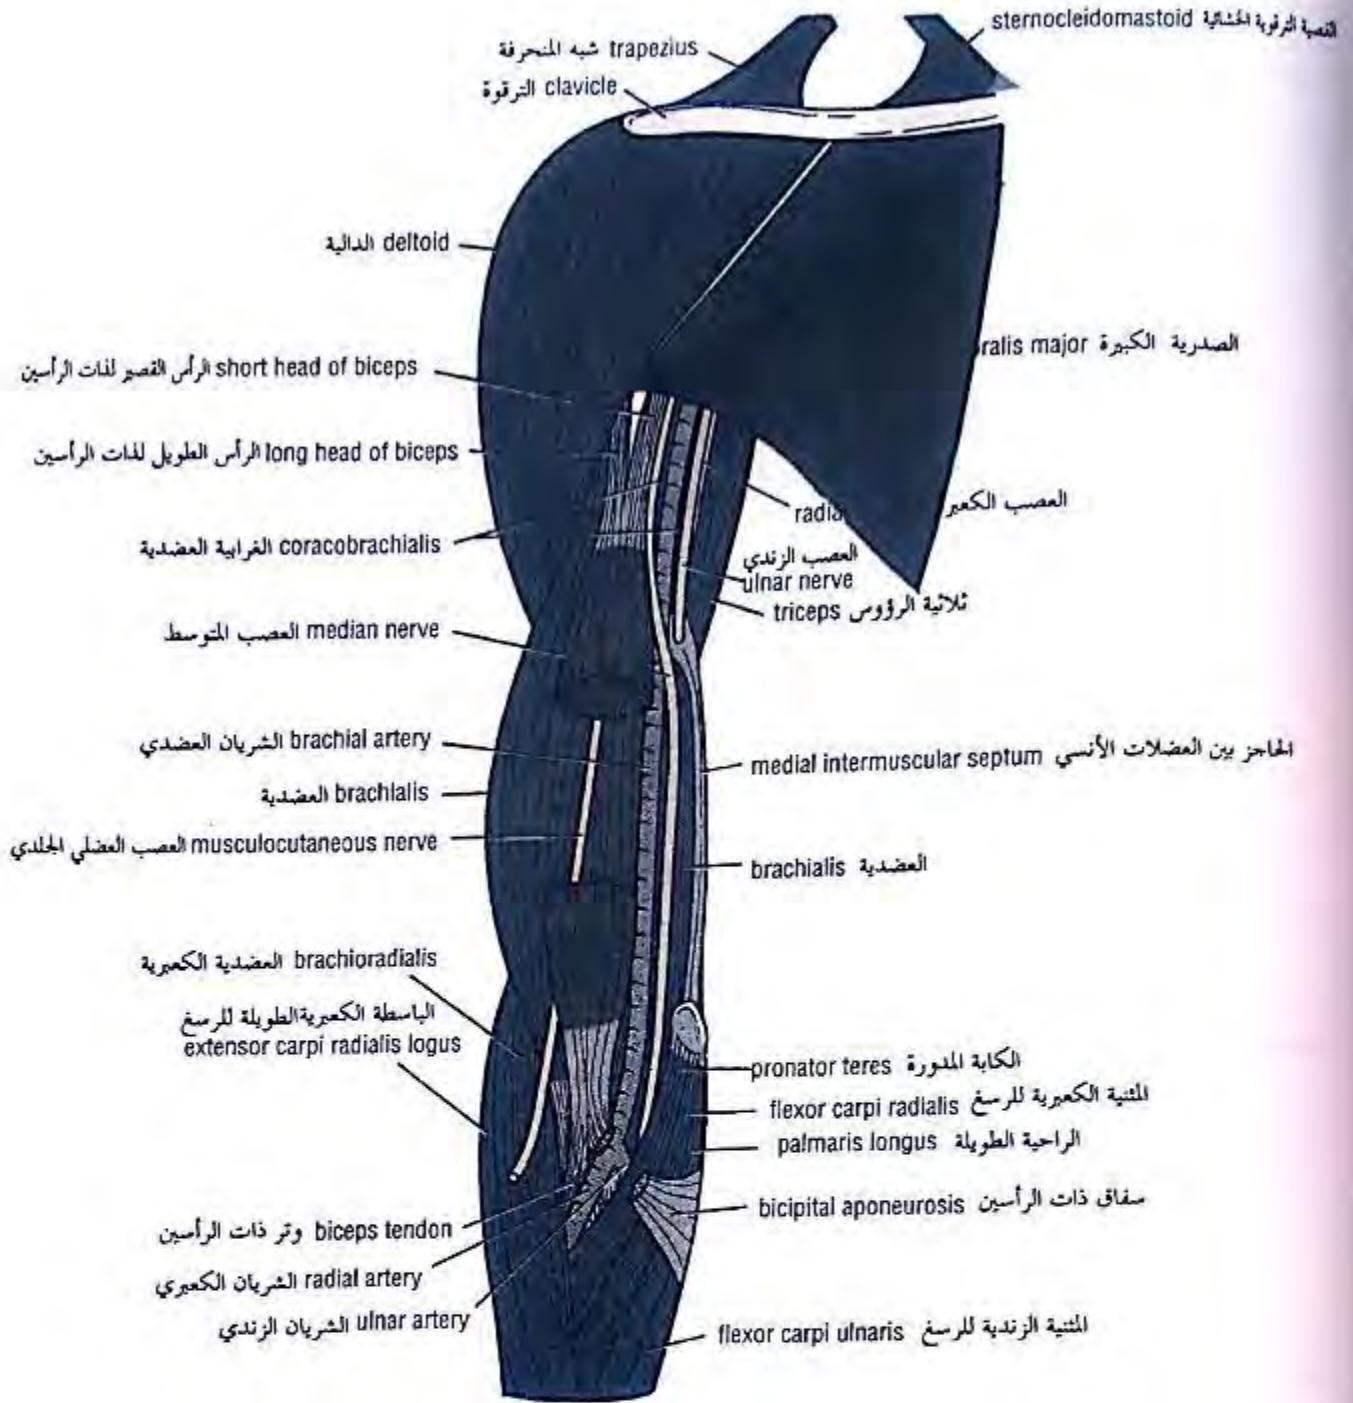 sternocleidomastoid القصية الترقوية الخشائية
شبه المنحرفة trapezius
الترقوة clavicle
الدالية deltoid
ralis major الصدرية الكبيرة
الرأس القصير لذات الرأسين short head of biceps
الرأس الطويل لذات الرأسين long head of biceps
radia العصب الكعبر
الغرابية العضدية coracobrachialis
العصب الزندي
ulnar nerve
triceps ثلاثية الرؤوس
العصب المتوسط median nerve
الشريان العضدي brachial artery
medial intermuscular septum الحاجز بين العضلات الأنسي
العضدية brachialis
العصب العضلي الجلدي musculocutaneous nerve
brachialis العضدية
العضدية الكعبرية brachioradialis
الباسطة الكعبرية الطويلة للرسغ
extensor carpi radialis logus
pronator teres الكابة المدورة
flexor carpi radialis المثنية الكعبرية للرسغ
palmaris longus الراحية الطويلة
bicipital aponeurosis سفاق ذات الرأسين
وتر ذات الرأسين biceps tendon
الشريان الكعبري radial artery
الشريان الزندي ulnar artery
flexor carpi ulnaris المثنية الزندية للرسغ